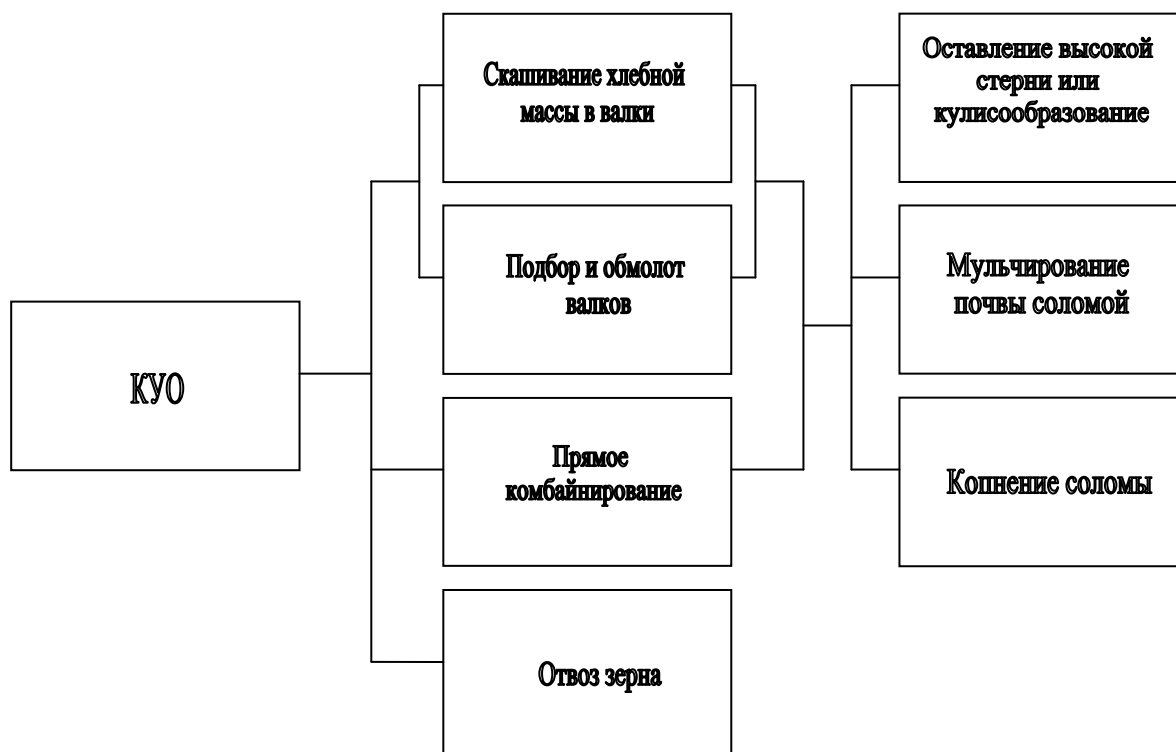 КУО
Скашивание хлебной
массы в валки
Подбор и обмолот
валков
Прямое
комбайнирование
Отвоз зерна
Оставление высокой
стерни или
кулисообразование
Мульчирование
почвы соломой
Копнение соломы